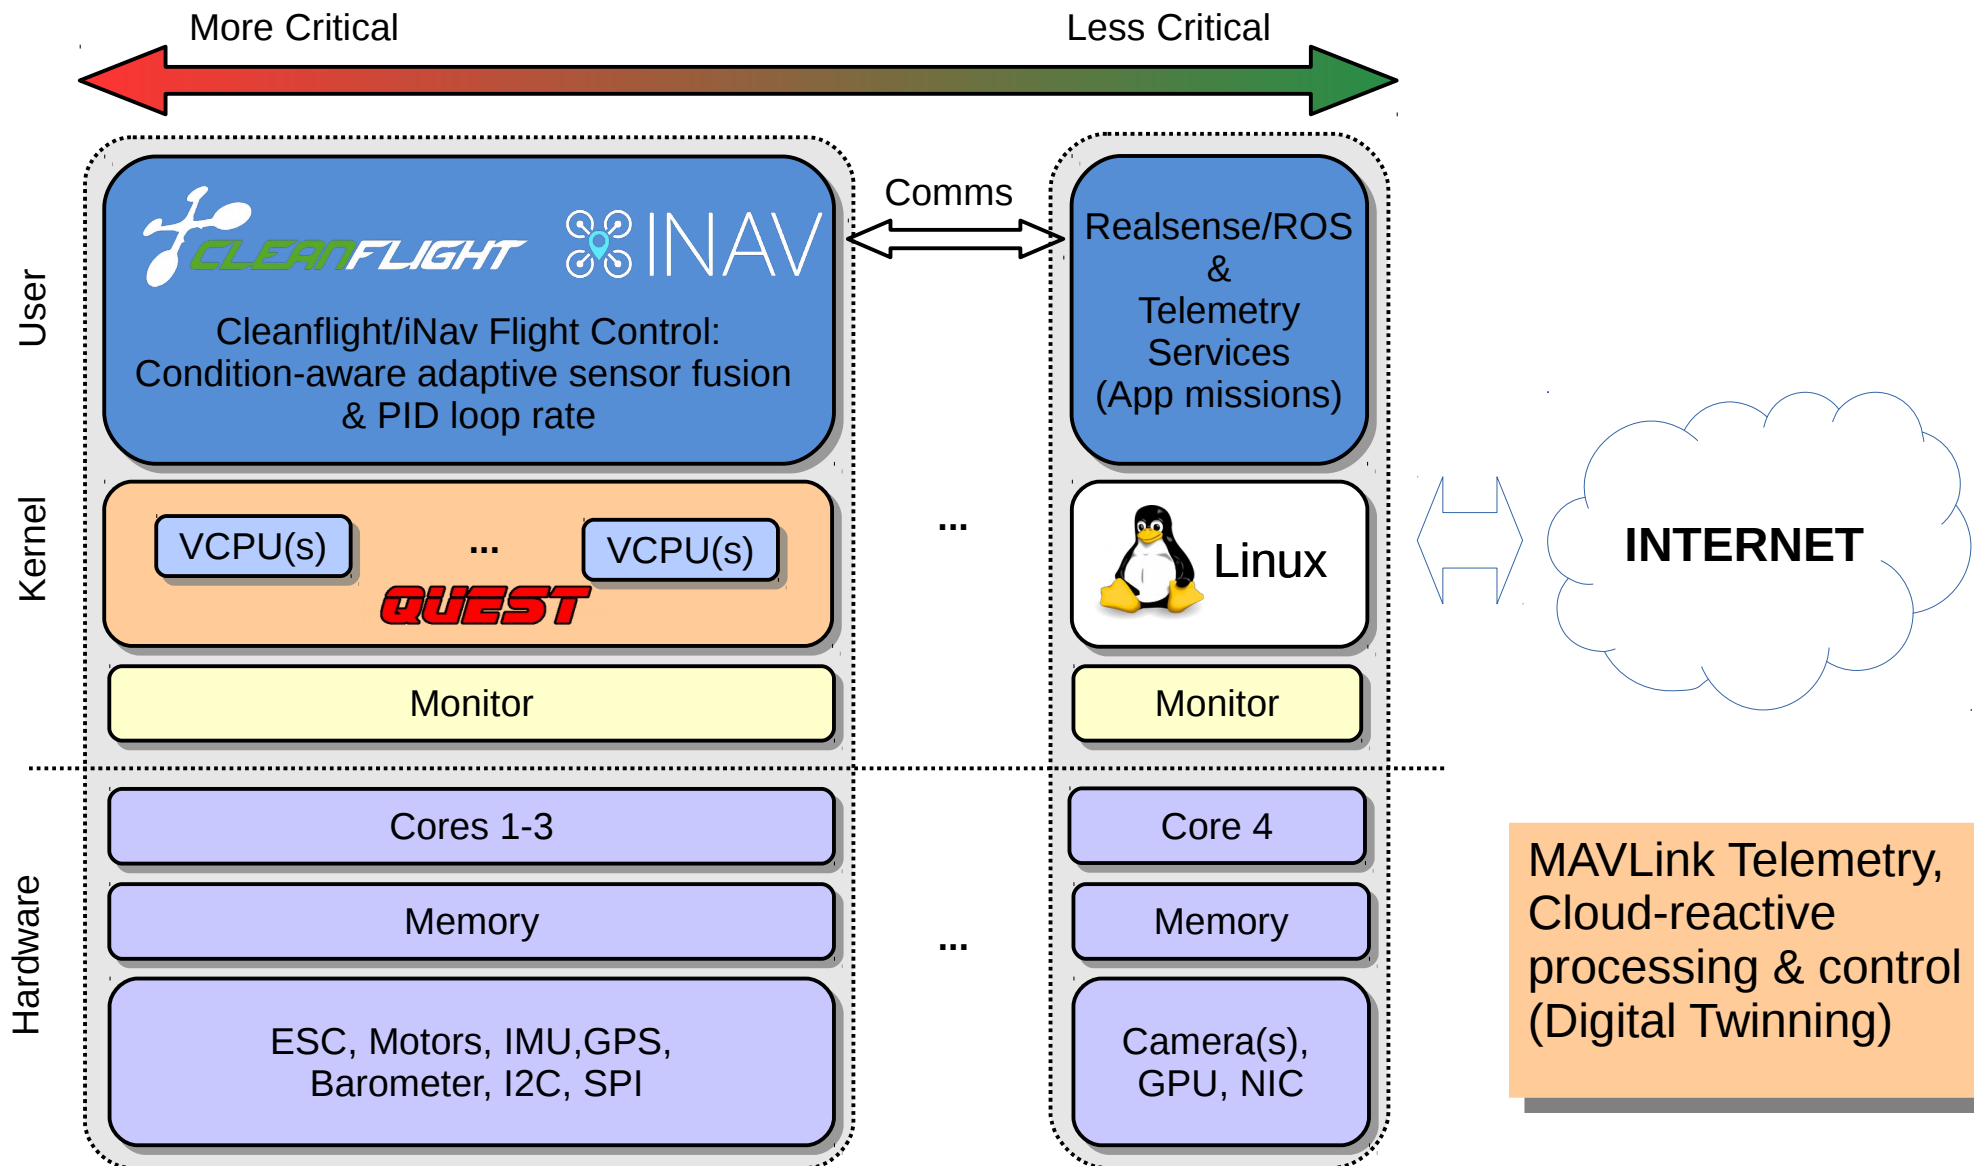 More Critical
Less Critical
User
CLEANFLIGHT
INAV
Cleanflight/iNav Flight Control:
Condition-aware adaptive sensor fusion
& PID loop rate
Comms
Realsense/ROS
&
Telemetry
Services
(App missions)
Kernel
VCPU(s)
...
VCPU(s)
QUEST
...
Linux
INTERNET
Monitor
Monitor
Hardware
Cores 1-3
Core 4
Memory
...
Memory
ESC, Motors, IMU,GPS,
Barometer, I2C, SPI
Camera(s),
GPU, NIC
MAVLink Telemetry,
Cloud-reactive
processing & control
(Digital Twinning)